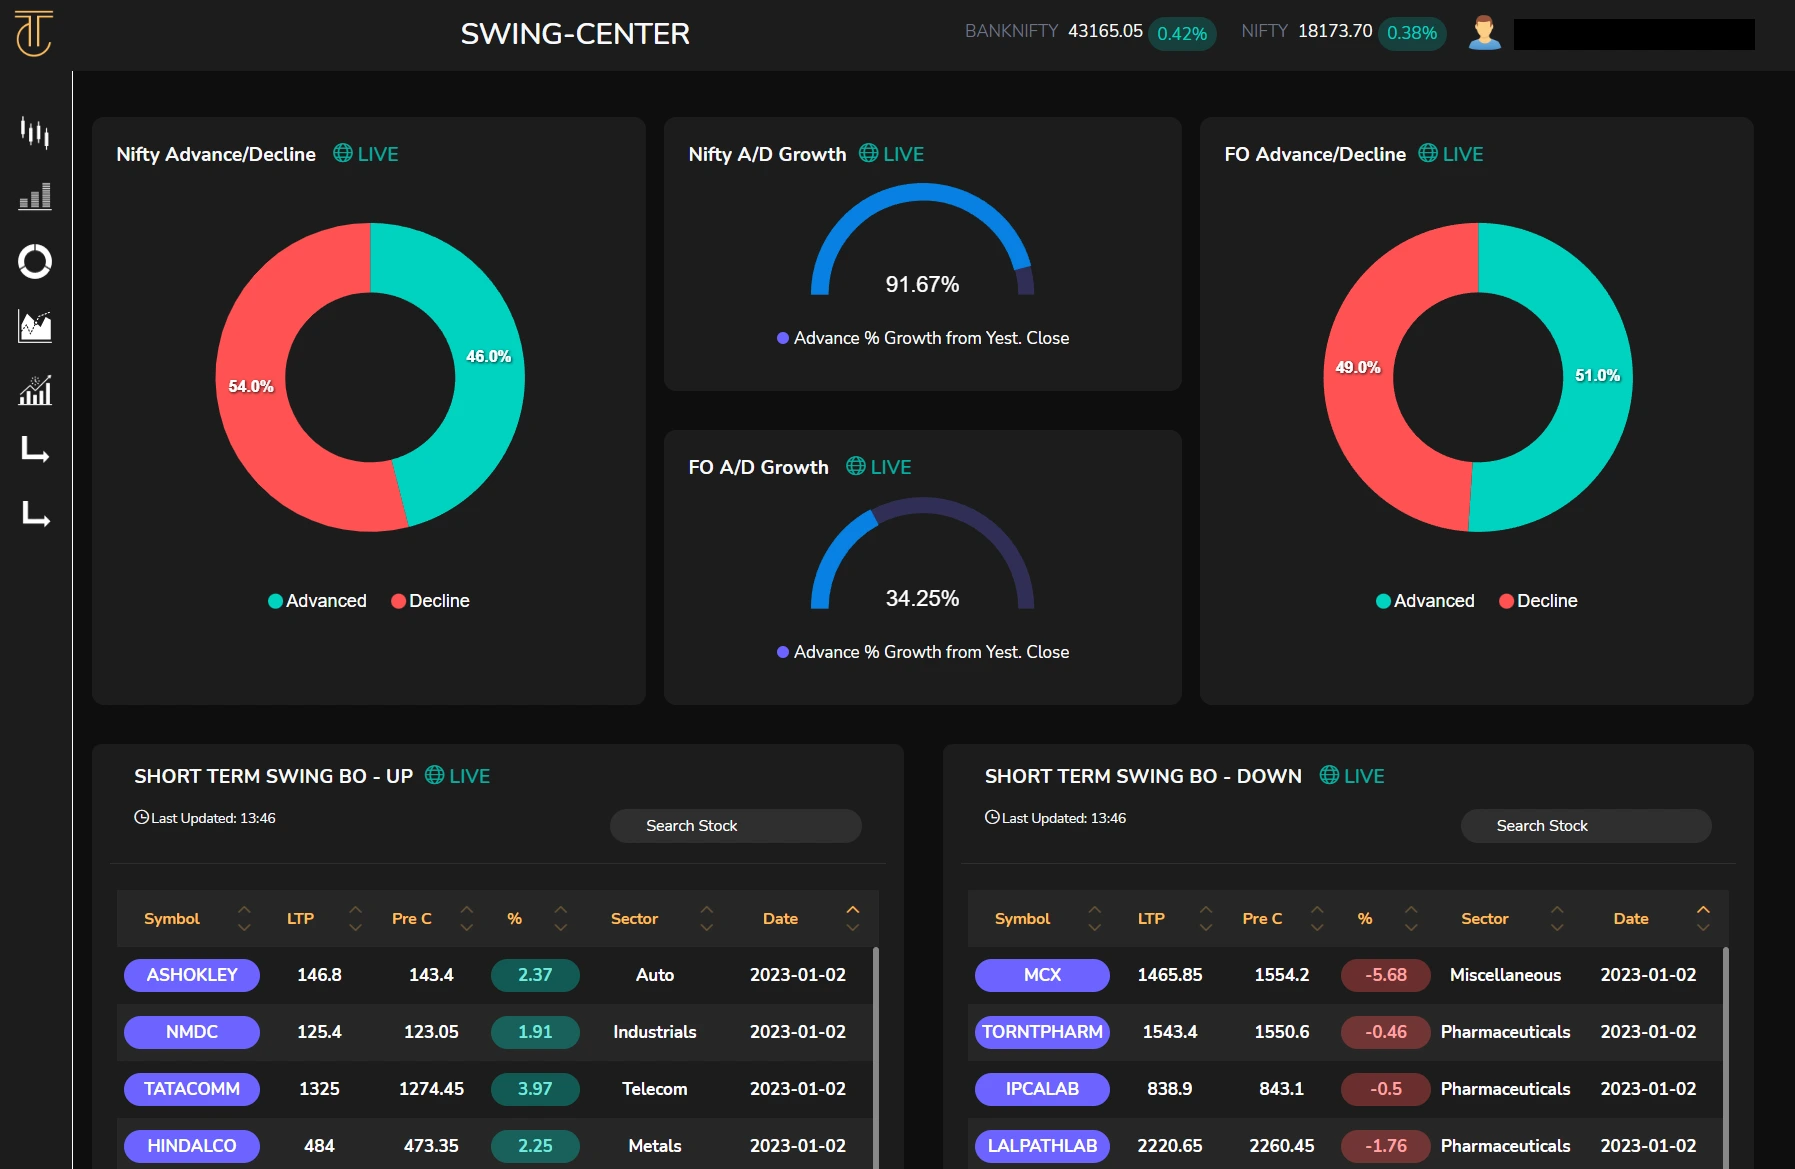 SWING-CENTER
BANKNIFTY 43165.05 0.42% NIFTY 18173.70 0.38%
Nifty Advance/Decline LIVE
46.0%
54.0%
Advanced Decline
Nifty A/D Growth LIVE
91.67%
Advance % Growth from Yest. Close
FO A/D Growth LIVE
34.25%
Advance % Growth from Yest. Close
FO Advance/Decline LIVE
49.0%
51.0%
Advanced Decline
SHORT TERM SWING BO - UP LIVE
Last Updated: 13:46
Search Stock
Symbol LTP Pre C % Sector Date
ASHOKLEY 146.8 143.4 2.37 Auto 2023-01-02
NMDC 125.4 123.05 1.91 Industrials 2023-01-02
TATACOMM 1325 1274.45 3.97 Telecom 2023-01-02
HINDALCO 484 473.35 2.25 Metals 2023-01-02
SHORT TERM SWING BO - DOWN LIVE
Last Updated: 13:46
Search Stock
Symbol LTP Pre C % Sector Date
MCX 1465.85 1554.2 -5.68 Miscellaneous 2023-01-02
TORNTPHARM 1543.4 1550.6 -0.46 Pharmaceuticals 2023-01-02
IPCALAB 838.9 843.1 -0.5 Pharmaceuticals 2023-01-02
LALPATHLAB 2220.65 2260.45 -1.76 Pharmaceuticals 2023-01-02